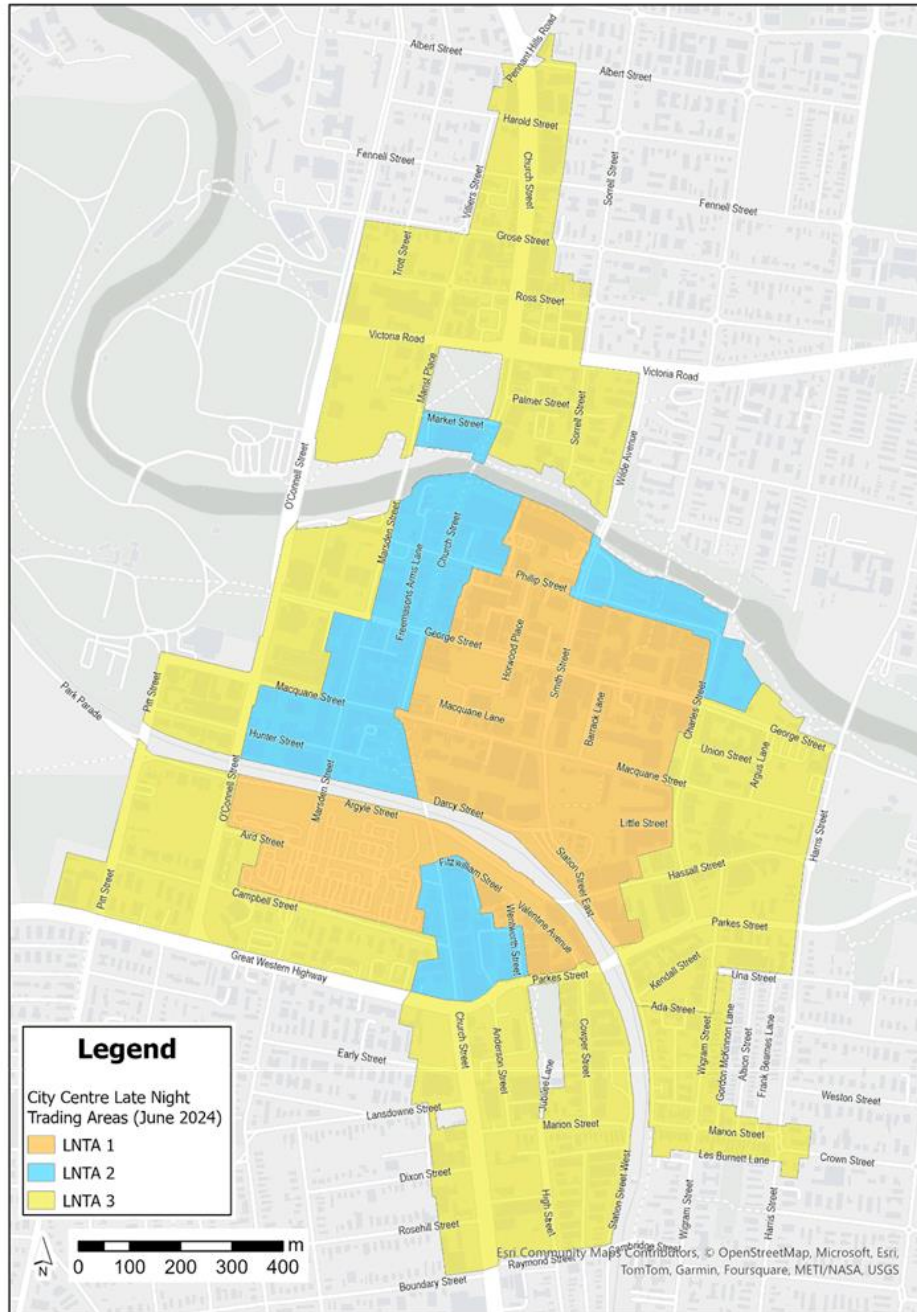 Pennant Hills Road
Albert Street
Albert Street
Harold Street
Church Street
Sorrell Street
Fennell Street
Villiers Street
Fennell Street
Grose Street
Trott Street
Ross Street
Victoria Road
Victoria Road
Marist Place
Palmer Street
Sorrell Street
Market Street
Wilde Avenue
O'Connell Street
Marsden Street
Church Street
Freemasons Arms Lane
Phillip Street
George Street
Horwood Place
Smith Street
Pitt Street
Park Parade
Macquarie Street
Macquarie Lane
Barrack Lane
Charles Street
George Street
Union Street
Argus Lane
Hunter Street
Macquarie Street
O'Connell Street
Marsden Street
Argyle Street
Darcy Street
Little Street
Harris Street
Aird Street
Station Street East
Fitzwilliam Street
Hassall Street
Pitt Street
Campbell Street
Valentine Avenue
Wentworth Street
Parkes Street
Great Western Highway
Kendall Street
Parkes Street
Una Street
Ada Street
Wigram Street
Gordon McKinnon Lane
Albion Street
Frank Beames Lane
Church Street
Anderson Street
Cowper Street
Jubilee Lane
Early Street
Weston Street
Lansdowne Street
Marion Street
Marion Street
Les Burnett Lane
Crown Street
Dixon Street
High Street
Station Street West
Wigram Street
Harris Street
Rosehill Street
Raymond Street
Cambridge Street
Boundary Street
Legend
City Centre Late Night
Trading Areas (June 2024)
LNTA 1
LNTA 2
LNTA 3
N
0 100 200 300 400 m
Esri Community Maps Contributors, © OpenStreetMap, Microsoft, Esri,
TomTom, Garmin, Foursquare, METI/NASA, USGS